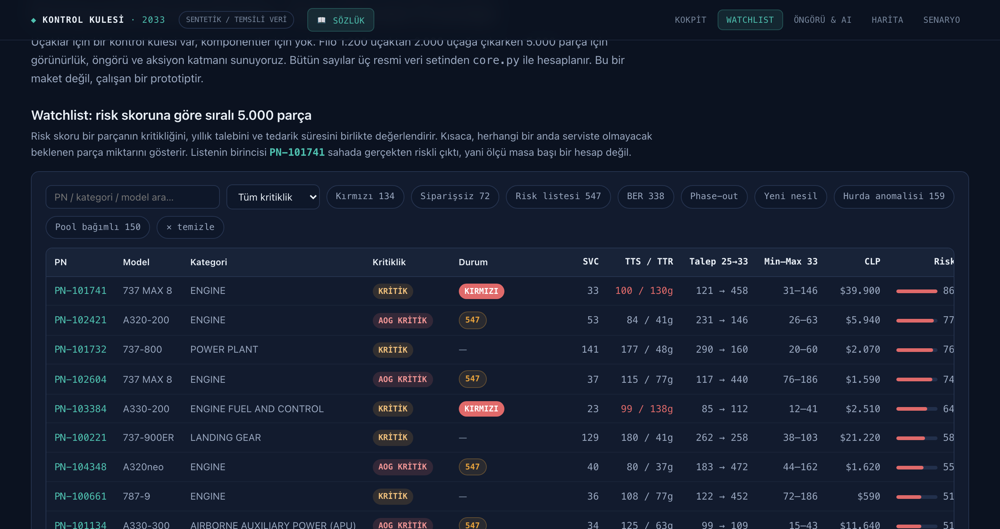 ◆ KONTROL KULESİ · 2033 SENTETİK / TEMSİLİ VERİ 📖 SÖZLÜK KOKPİT WATCHLIST ÖNGÖRÜ & AI HARİTA SENARYO
Uçaklar için bir kontrol kulesi var, komponentler için yok. Filo 1.200 uçaktan 2.000 uçağa çıkarken 5.000 parça için
görünürlük, öngörü ve aksiyon katmanı sunuyoruz. Bütün sayılar üç resmi veri setinden core.py ile hesaplanır. Bu bir
maket değil, çalışan bir prototiptir.
Watchlist: risk skoruna göre sıralı 5.000 parça
Risk skoru bir parçanın kritikliğini, yıllık talebini ve tedarik süresini birlikte değerlendirir. Kısaca, herhangi bir anda serviste olmayacak
beklenen parça miktarını gösterir. Listenin birincisi PN-101741 sahada gerçekten riskli çıktı, yani ölçü masa başı bir hesap değil.
PN / kategori / model ara... Tüm kritiklik Kırmızı 134 Siparişsiz 72 Risk listesi 547 BER 338 Phase-out Yeni nesil Hurda anomalisi 159
Pool bağımlı 150 × temizle
PN Model Kategori Kritiklik Durum SVC TTS / TTR Talep 25→33 Min–Max 33 CLP Risk
PN-101741 737 MAX 8 ENGINE KRİTİK KIRMIZI 33 100 / 130g 121 → 458 31–146 $39.900 86
PN-102421 A320-200 ENGINE AOG KRİTİK 547 53 84 / 41g 231 → 146 26–63 $5.940 77
PN-101732 737-800 POWER PLANT KRİTİK — 141 177 / 48g 290 → 160 20–60 $2.070 76
PN-102604 737 MAX 8 ENGINE AOG KRİTİK 547 37 115 / 77g 117 → 440 76–186 $1.590 74
PN-103384 A330-200 ENGINE FUEL AND CONTROL KRİTİK KIRMIZI 23 99 / 138g 85 → 112 12–41 $2.510 64
PN-100221 737-900ER LANDING GEAR KRİTİK — 129 180 / 41g 262 → 258 38–103 $21.220 58
PN-104348 A320neo ENGINE AOG KRİTİK 547 40 80 / 37g 183 → 472 44–162 $1.620 55
PN-100661 787-9 ENGINE KRİTİK — 36 108 / 77g 122 → 452 72–186 $590 51
PN-101134 A330-300 AIRBORNE AUXILIARY POWER (APU) AOG KRİTİK 547 34 125 / 63g 99 → 109 15–43 $11.640 51